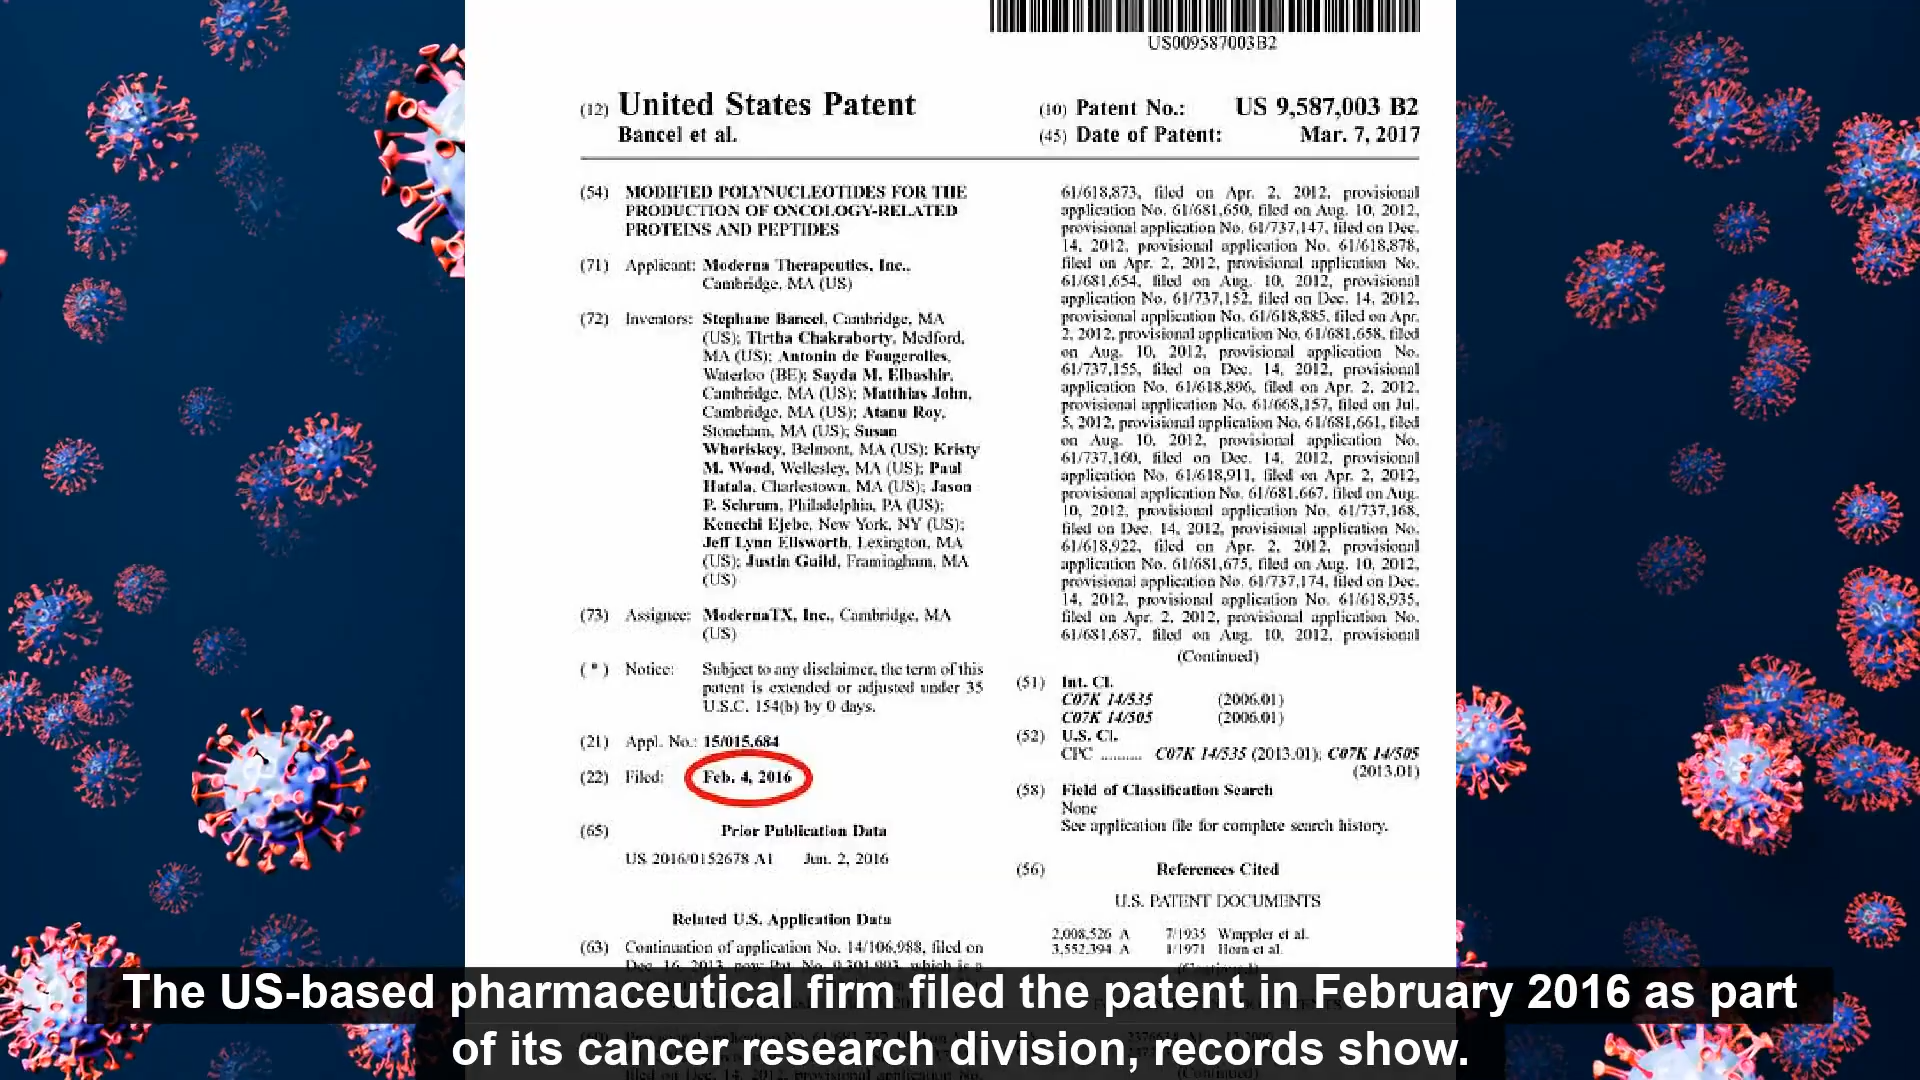 US009587003B2
(12) United States Patent
Bancel et al.
(10) Patent No.: US 9,587,003 B2
(45) Date of Patent: Mar. 7, 2017
(54) MODIFIED POLYNUCLEOTIDES FOR THE
PRODUCTION OF ONCOLOGY-RELATED
PROTEINS AND PEPTIDES
(71) Applicant: Moderna Therapeutics, Inc.,
Cambridge, MA (US)
(72) Inventors: Stephane Bancel, Cambridge, MA
(US); Tirtha Chakraborty, Medford,
MA (US); Antonin de Fougerolles,
Waterloo (BE); Sayda M. Elbashir,
Cambridge, MA (US); Matthias John,
Cambridge, MA (US); Atanu Roy,
Stoneham, MA (US); Susan
Whoriskey, Belmont, MA (US); Kristy
M. Wood, Wellesley, MA (US); Paul
Hatala, Charlestown, MA (US); Jason
P. Schrum, Philadelphia, PA (US);
Kenechi Ejebe, New York, NY (US);
Jeff Lynn Ellsworth, Lexington, MA
(US); Justin Guild, Framingham, MA
(US)
(73) Assignee: ModernaTX, Inc., Cambridge, MA
(US)
( * ) Notice: Subject to any disclaimer, the term of this
patent is extended or adjusted under 35
U.S.C. 154(b) by 0 days.
(21) Appl. No.: 15/015,684
(22) Filed: Feb. 4, 2016
(65) Prior Publication Data
US 2016/0152678 A1 Jun. 2, 2016
Related U.S. Application Data
(63) Continuation of application No. 14/106,988, filed on
Dec. 16, 2013, now Pat. No. 9,301,993, which is a
61/618,873, filed on Apr. 2, 2012, provisional
application No. 61/681,650, filed on Aug. 10, 2012,
provisional application No. 61/737,147, filed on Dec.
14, 2012, provisional application No. 61/618,878,
filed on Apr. 2, 2012, provisional application No.
61/681,654, filed on Aug. 10, 2012, provisional
application No. 61/737,152, filed on Dec. 14, 2012,
provisional application No. 61/618,885, filed on Apr.
2, 2012, provisional application No. 61/681,658, filed
on Aug. 10, 2012, provisional application No.
61/737,155, filed on Dec. 14, 2012, provisional
application No. 61/618,896, filed on Apr. 2, 2012,
provisional application No. 61/668,157, filed on Jul.
5, 2012, provisional application No. 61/681,661, filed
on Aug. 10, 2012, provisional application No.
61/737,160, filed on Dec. 14, 2012, provisional
application No. 61/618,911, filed on Apr. 2, 2012,
provisional application No. 61/681,667, filed on Aug.
10, 2012, provisional application No. 61/737,168,
filed on Dec. 14, 2012, provisional application No.
61/618,922, filed on Apr. 2, 2012, provisional
application No. 61/681,675, filed on Aug. 10, 2012,
provisional application No. 61/737,174, filed on Dec.
14, 2012, provisional application No. 61/618,935,
filed on Apr. 2, 2012, provisional application No.
61/681,687, filed on Aug. 10, 2012, provisional
(Continued)
(51) Int. Cl.
C07K 14/535 (2006.01)
C07K 14/505 (2006.01)
(52) U.S. Cl.
CPC .......... C07K 14/535 (2013.01); C07K 14/505
(2013.01)
(58) Field of Classification Search
None
See application file for complete search history.
(56) References Cited
U.S. PATENT DOCUMENTS
2,008,526 A 7/1935 Wrappler et al.
3,552,394 A 1/1971 Horn et al.
(Continued)
The US-based pharmaceutical firm filed the patent in February 2016 as part
of its cancer research division, records show.